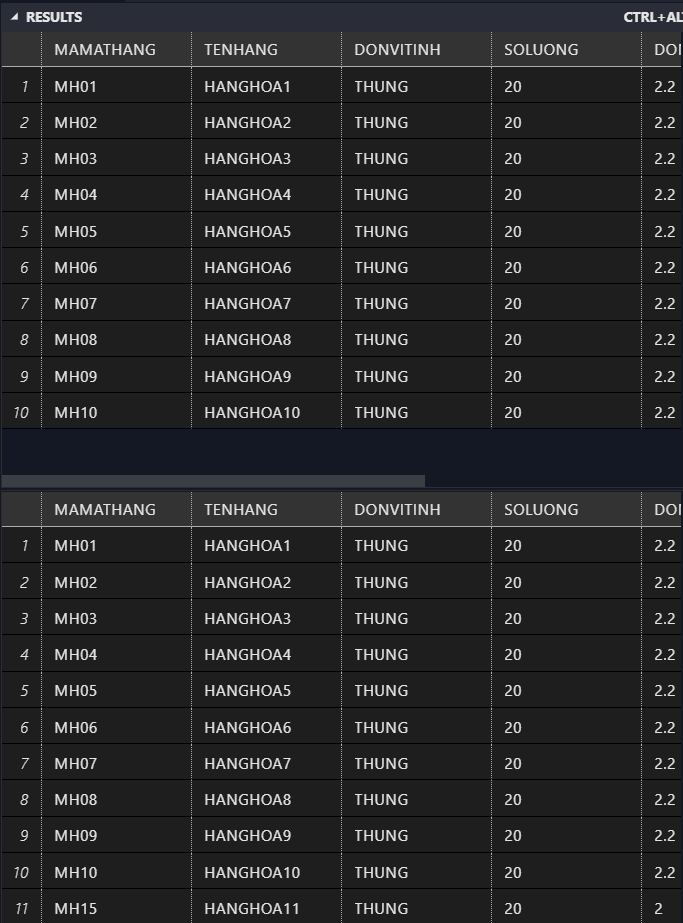 RESULTS CTRL+AL
MAMATHANG TENHANG DONVITINH SOLUONG DO
1 MH01 HANGHOA1 THUNG 20 2.2
2 MH02 HANGHOA2 THUNG 20 2.2
3 MH03 HANGHOA3 THUNG 20 2.2
4 MH04 HANGHOA4 THUNG 20 2.2
5 MH05 HANGHOA5 THUNG 20 2.2
6 MH06 HANGHOA6 THUNG 20 2.2
7 MH07 HANGHOA7 THUNG 20 2.2
8 MH08 HANGHOA8 THUNG 20 2.2
9 MH09 HANGHOA9 THUNG 20 2.2
10 MH10 HANGHOA10 THUNG 20 2.2
MAMATHANG TENHANG DONVITINH SOLUONG DO
1 MH01 HANGHOA1 THUNG 20 2.2
2 MH02 HANGHOA2 THUNG 20 2.2
3 MH03 HANGHOA3 THUNG 20 2.2
4 MH04 HANGHOA4 THUNG 20 2.2
5 MH05 HANGHOA5 THUNG 20 2.2
6 MH06 HANGHOA6 THUNG 20 2.2
7 MH07 HANGHOA7 THUNG 20 2.2
8 MH08 HANGHOA8 THUNG 20 2.2
9 MH09 HANGHOA9 THUNG 20 2.2
10 MH10 HANGHOA10 THUNG 20 2.2
11 MH15 HANGHOA11 THUNG 20 2